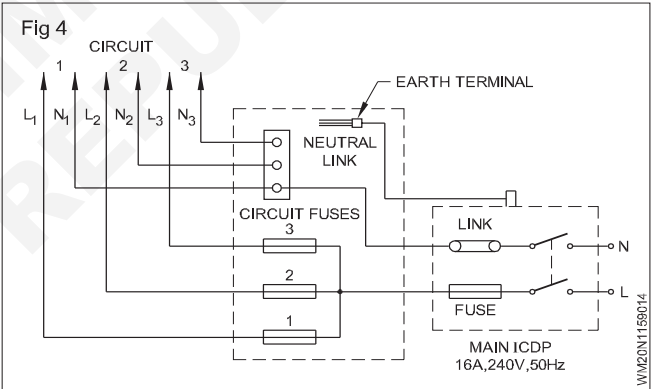 Fig 4
CIRCUIT
1 2 3
L1 N1 L2 N2 L3 N3
EARTH TERMINAL
NEUTRAL
LINK
CIRCUIT FUSES
3
2
1
LINK
N
L
FUSE
MAIN ICDP
16A,240V,50Hz
WM20N1159014